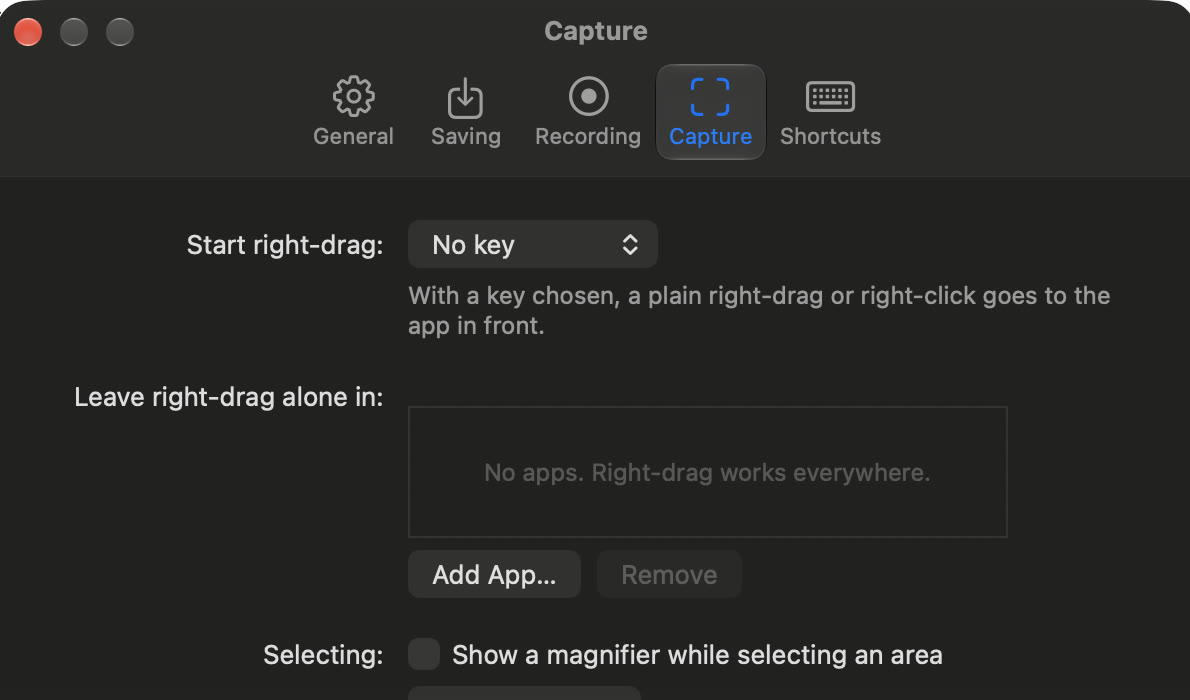 Capture
General
Saving
Recording
Capture
Shortcuts
Start right-drag:
No key
With a key chosen, a plain right-drag or right-click goes to the
app in front.
Leave right-drag alone in:
No apps. Right-drag works everywhere.
Add App...
Remove
Selecting:
Show a magnifier while selecting an area